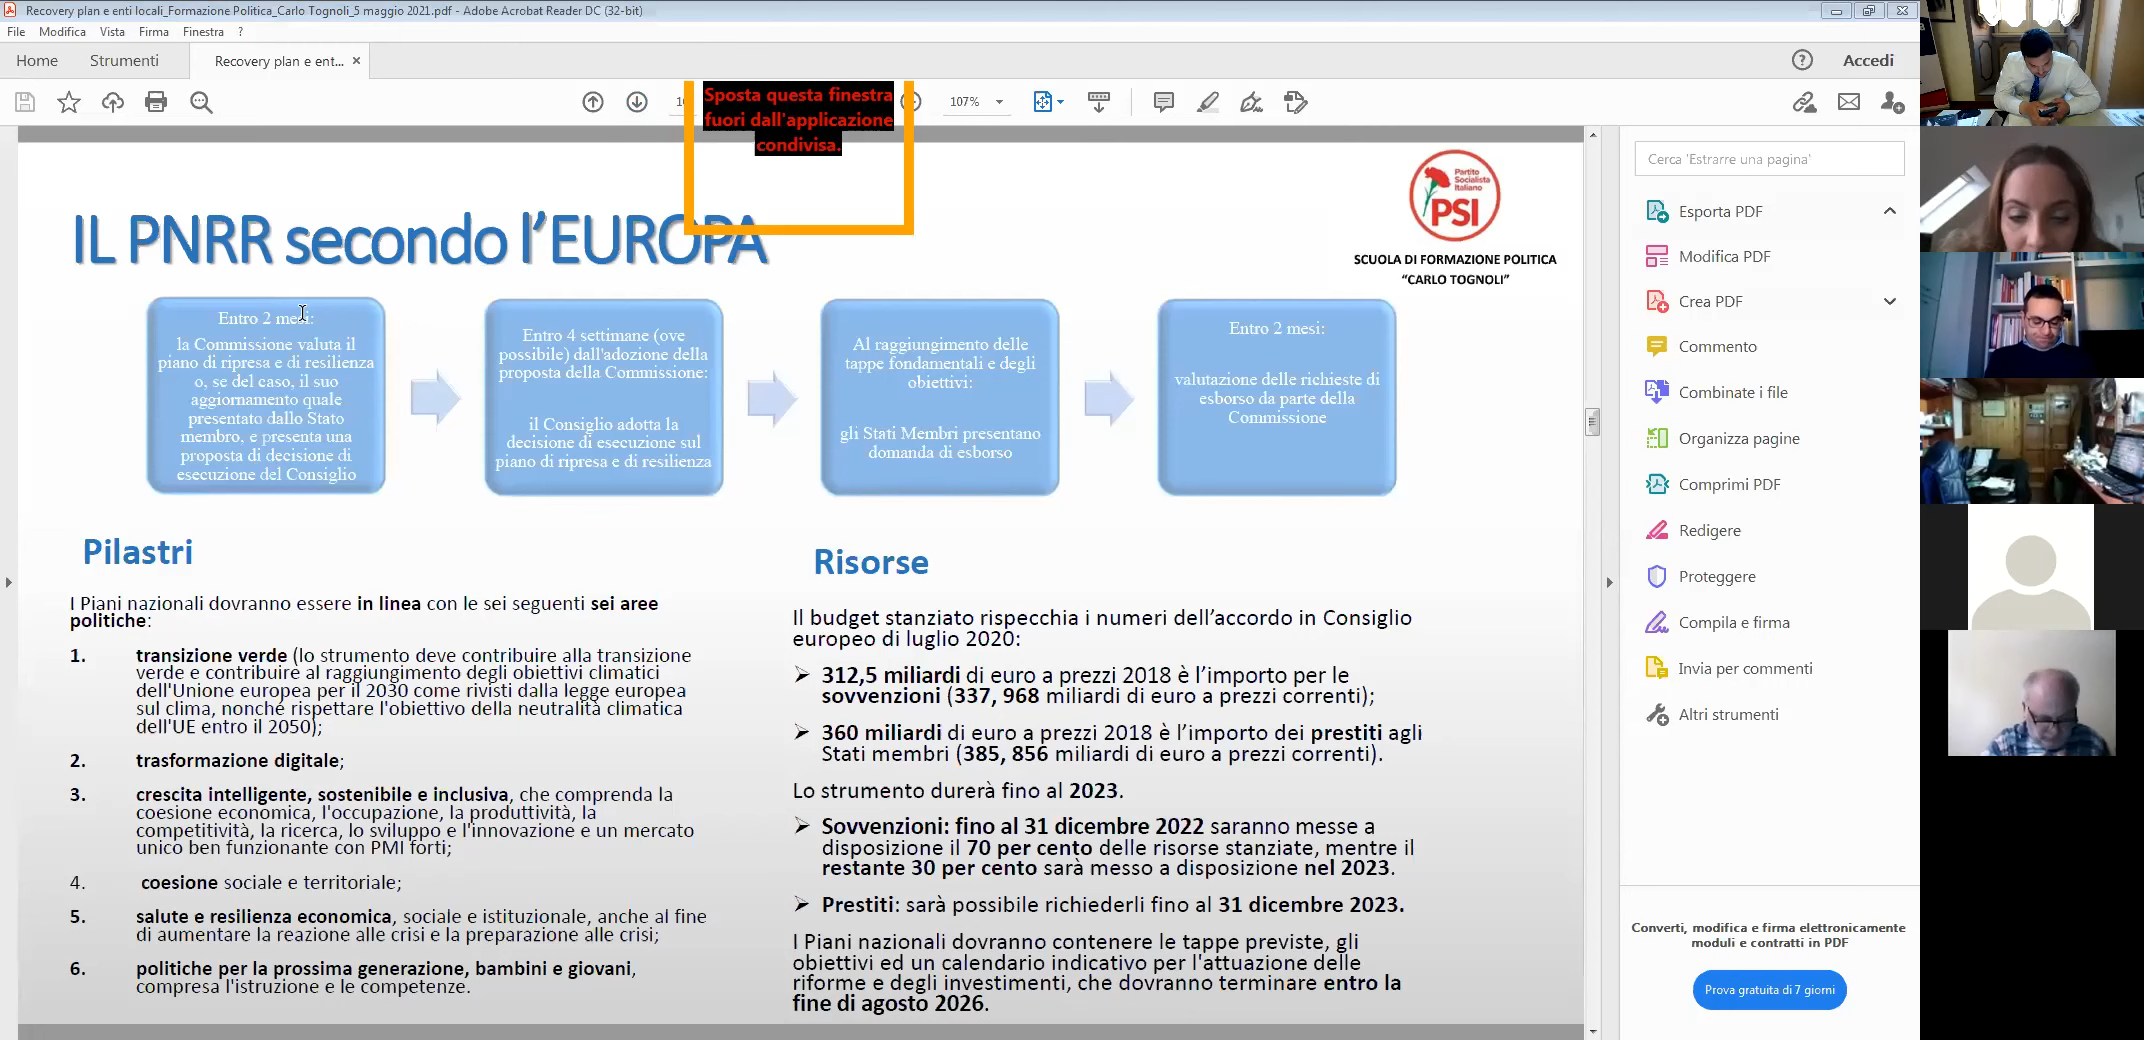 Recovery plan e enti locali_Formazione Politica_Carlo Tognoli_5 maggio 2021.pdf - Adobe Acrobat Reader DC (32-bit)
File Modifica Vista Firma Finestra ?
Home Strumenti Recovery plan e ent... × Accedi
107%
Sposta questa finestra
fuori dall'applicazione
condivisa.
Partito
Socialista
Italiano
PSI
SCUOLA DI FORMAZIONE POLITICA
“CARLO TOGNOLI”
IL PNRR secondo l’EUROPA
Entro 2 mesi:
la Commissione valuta il
piano di ripresa e di resilienza
o, se del caso, il suo
aggiornamento quale
presentato dallo Stato
membro, e presenta una
proposta di decisione di
esecuzione del Consiglio
Entro 4 settimane (ove
possibile) dall'adozione della
proposta della Commissione:
il Consiglio adotta la
decisione di esecuzione sul
piano di ripresa e di resilienza
Al raggiungimento delle
tappe fondamentali e degli
obiettivi:
gli Stati Membri presentano
domanda di esborso
Entro 2 mesi:
valutazione delle richieste di
esborso da parte della
Commissione
Pilastri
I Piani nazionali dovranno essere in linea con le sei seguenti sei aree
politiche:
1. transizione verde (lo strumento deve contribuire alla transizione
verde e contribuire al raggiungimento degli obiettivi climatici
dell'Unione europea per il 2030 come rivisti dalla legge europea
sul clima, nonché rispettare l'obiettivo della neutralità climatica
dell'UE entro il 2050);
2. trasformazione digitale;
3. crescita intelligente, sostenibile e inclusiva, che comprenda la
coesione economica, l'occupazione, la produttività, la
competitività, la ricerca, lo sviluppo e l'innovazione e un mercato
unico ben funzionante con PMI forti;
4. coesione sociale e territoriale;
5. salute e resilienza economica, sociale e istituzionale, anche al fine
di aumentare la reazione alle crisi e la preparazione alle crisi;
6. politiche per la prossima generazione, bambini e giovani,
compresa l'istruzione e le competenze.
Risorse
Il budget stanziato rispecchia i numeri dell’accordo in Consiglio
europeo di luglio 2020:
➢ 312,5 miliardi di euro a prezzi 2018 è l’importo per le
sovvenzioni (337, 968 miliardi di euro a prezzi correnti);
➢ 360 miliardi di euro a prezzi 2018 è l’importo dei prestiti agli
Stati membri (385, 856 miliardi di euro a prezzi correnti).
Lo strumento durerà fino al 2023.
➢ Sovvenzioni: fino al 31 dicembre 2022 saranno messe a
disposizione il 70 per cento delle risorse stanziate, mentre il
restante 30 per cento sarà messo a disposizione nel 2023.
➢ Prestiti: sarà possibile richiederli fino al 31 dicembre 2023.
I Piani nazionali dovranno contenere le tappe previste, gli
obiettivi ed un calendario indicativo per l'attuazione delle
riforme e degli investimenti, che dovranno terminare entro la
fine di agosto 2026.
Cerca 'Estrarre una pagina'
Esporta PDF
Modifica PDF
Crea PDF
Commento
Combinate i file
Organizza pagine
Comprimi PDF
Redigere
Proteggere
Compila e firma
Invia per commenti
Altri strumenti
Converti, modifica e firma elettronicamente
moduli e contratti in PDF
Prova gratuita di 7 giorni